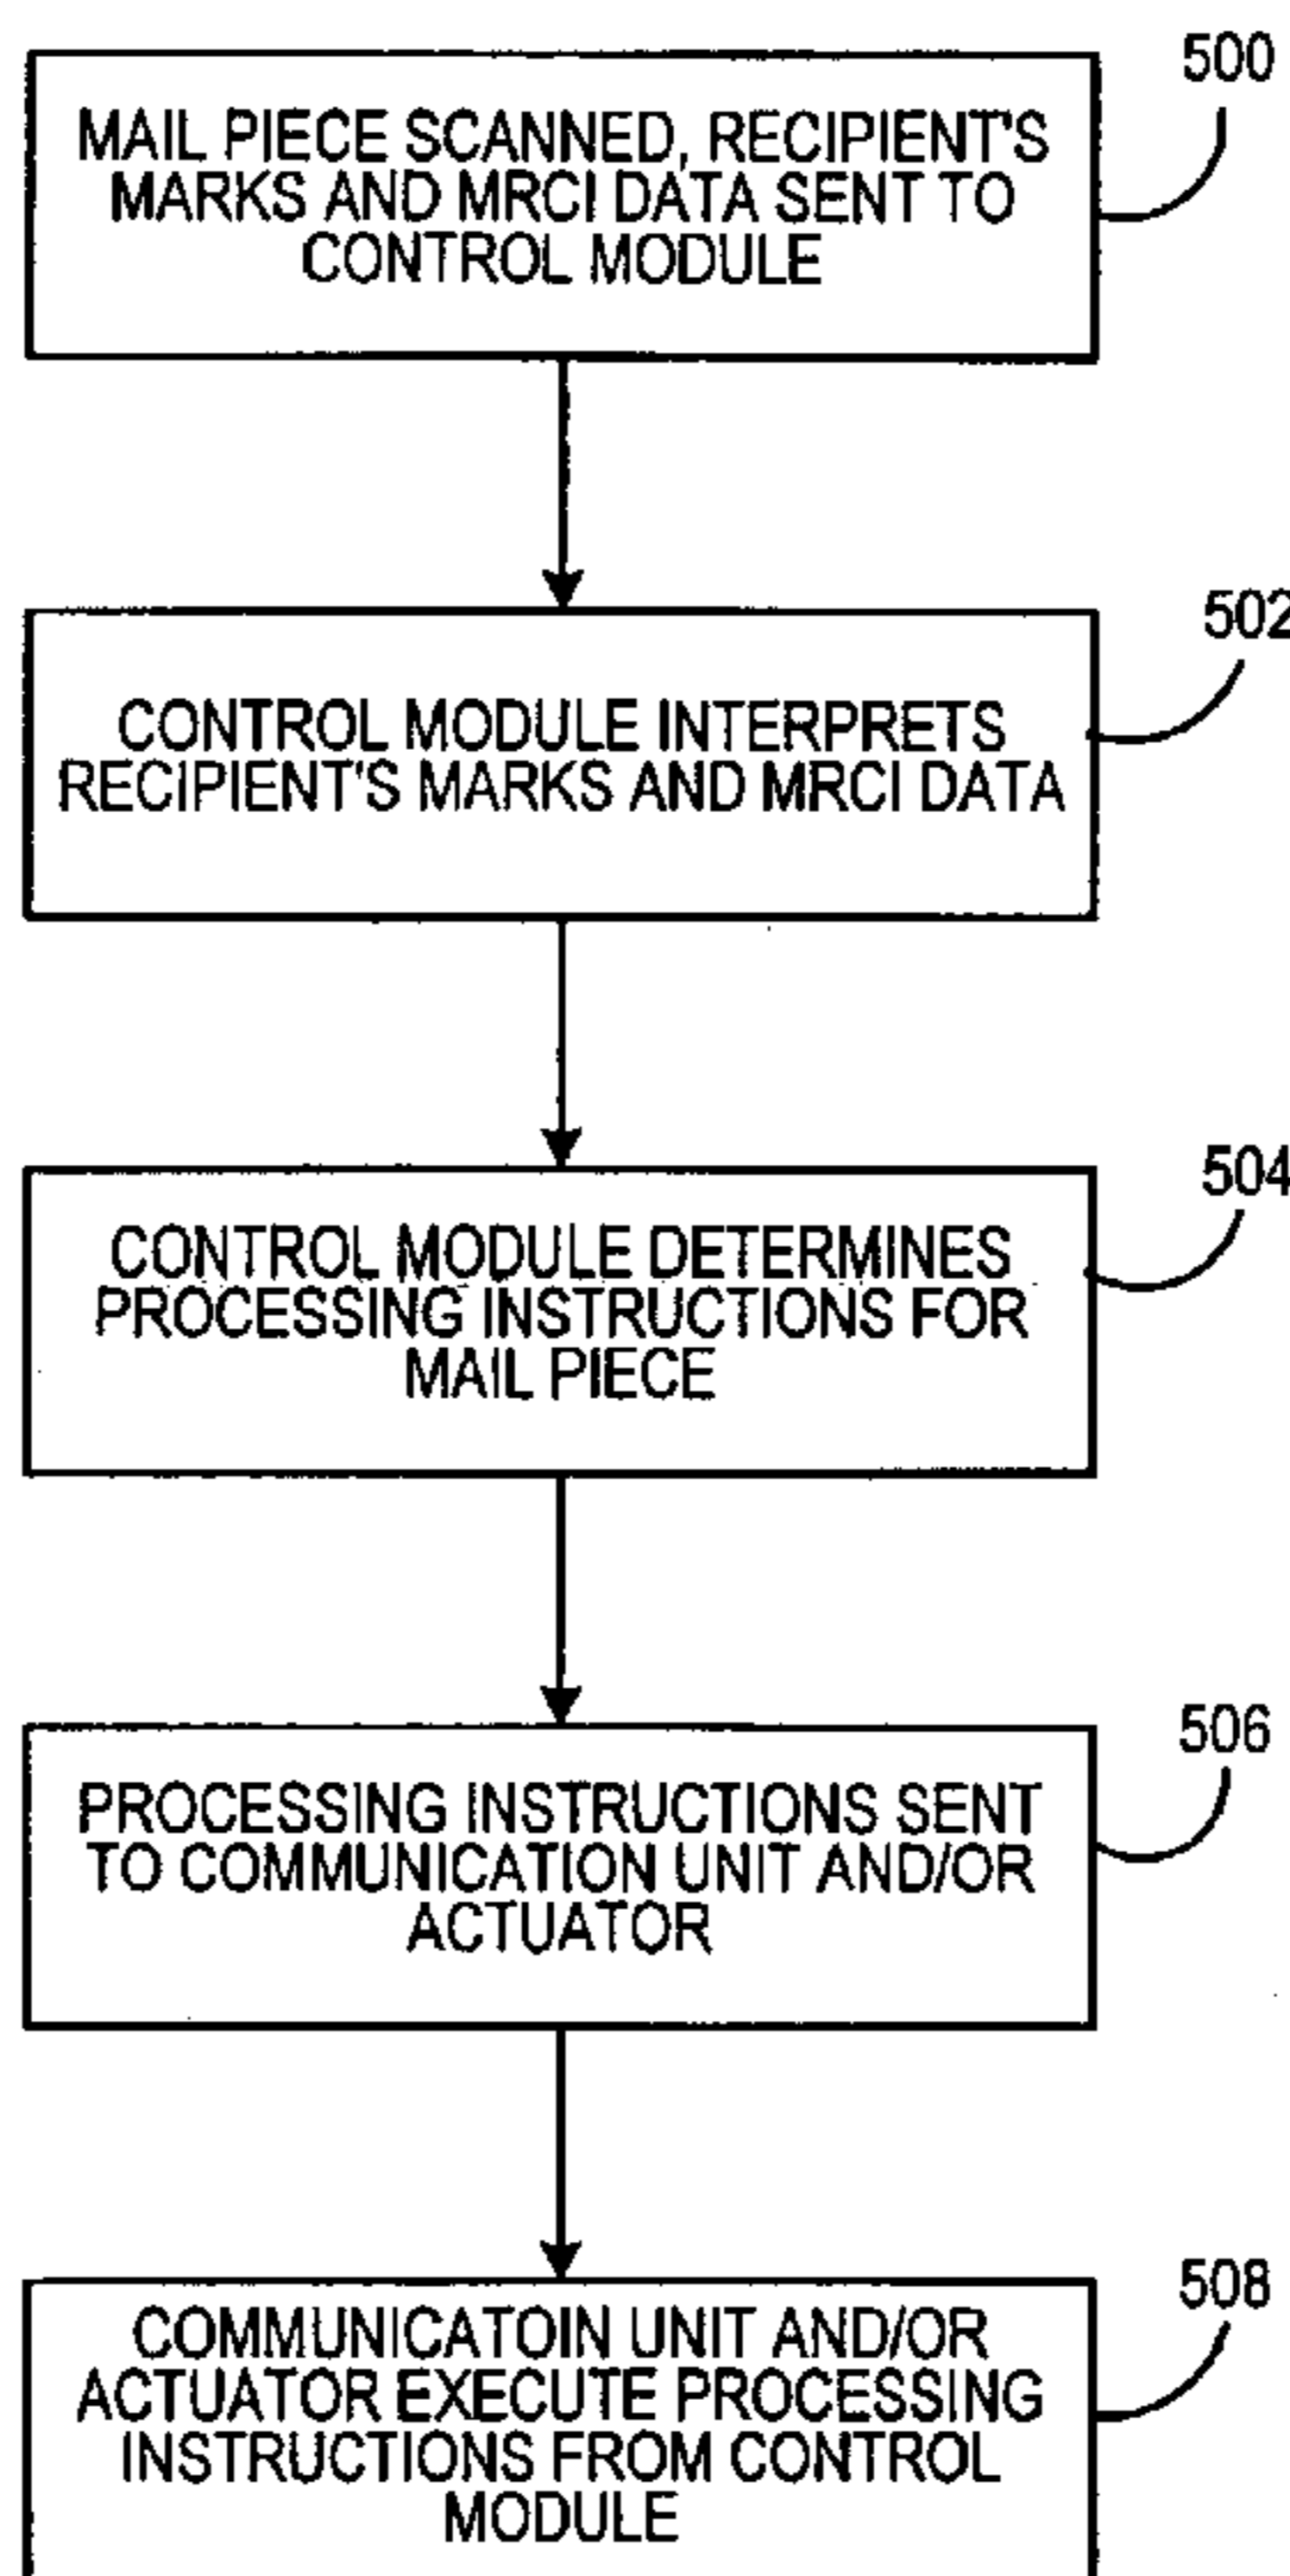 500
MAIL PIECE SCANNED, RECIPIENT'S
MARKS AND MRCI DATA SENT TO
CONTROL MODULE
502
CONTROL MODULE INTERPRETS
RECIPIENT'S MARKS AND MRCI DATA
504
CONTROL MODULE DETERMINES
PROCESSING INSTRUCTIONS FOR
MAIL PIECE
506
PROCESSING INSTRUCTIONS SENT
TO COMMUNICATION UNIT AND/OR
ACTUATOR
508
COMMUNICATOIN UNIT AND/OR
ACTUATOR EXECUTE PROCESSING
INSTRUCTIONS FROM CONTROL
MODULE